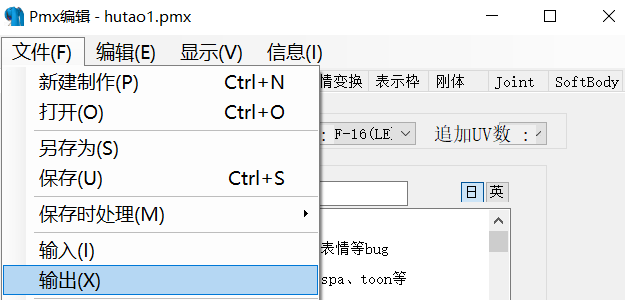 Pmx编辑 - hutao1.pmx
文件(F) 编辑(E) 显示(V) 信息(I)
新建制作(P) Ctrl+N
情变换 表示枠 刚体 Joint SoftBody
打开(O) Ctrl+O
: F-16(LE) 追加UV数 :
另存为(S)
保存(U) Ctrl+S
日 英
保存时处理(M)
输入(I)
表情等bug
输出(X)
spa、toon等